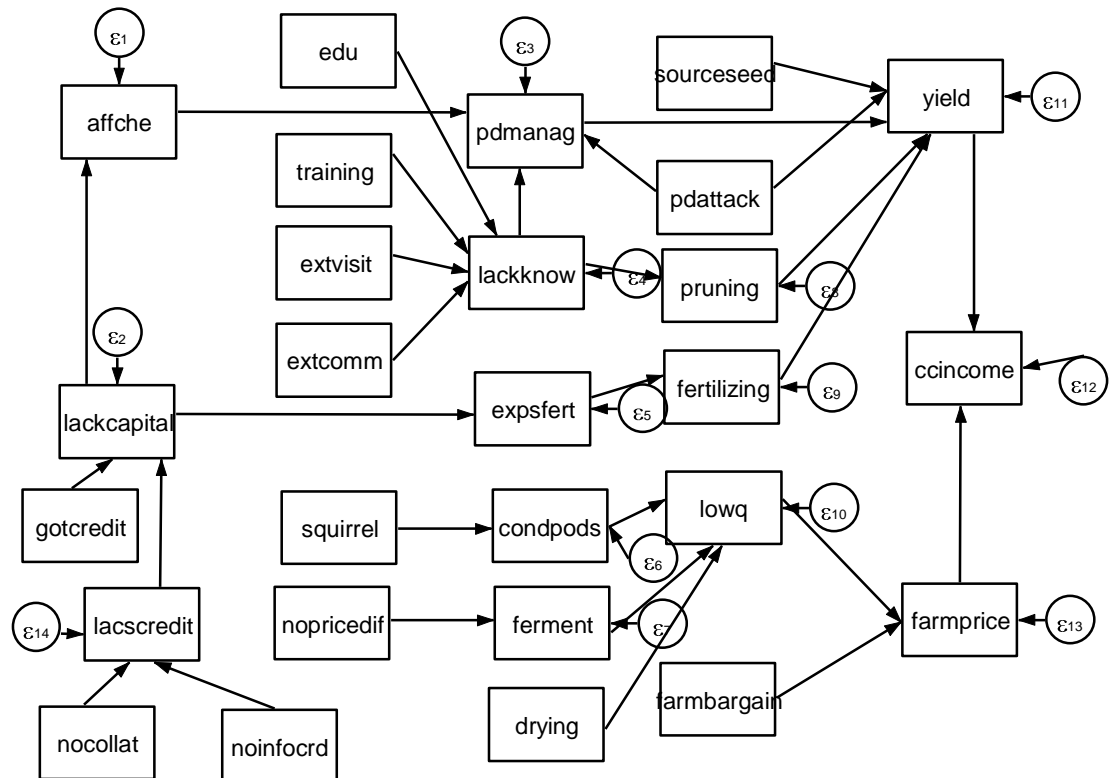 ε1
edu
ε3
sourceseed
yield
ε11
affche
pdmanag
training
pdattack
extvisit
lackknow
ε4
pruning
ε8
ε2
extcomm
ccincome
ε12
lackcapital
expsfert
ε5
fertilizing
ε9
gotcredit
squirrel
condpods
lowq
ε10
ε6
ε14
lacscredit
nopricedif
ferment
ε7
farmprice
ε13
farmbargain
nocollat
noinfocrd
drying